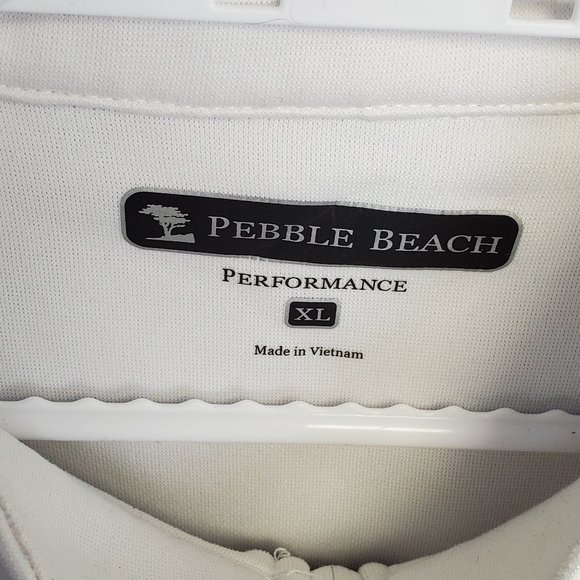 PEBBLE BEACH
PERFORMANCE
XL
Made in Vietnam